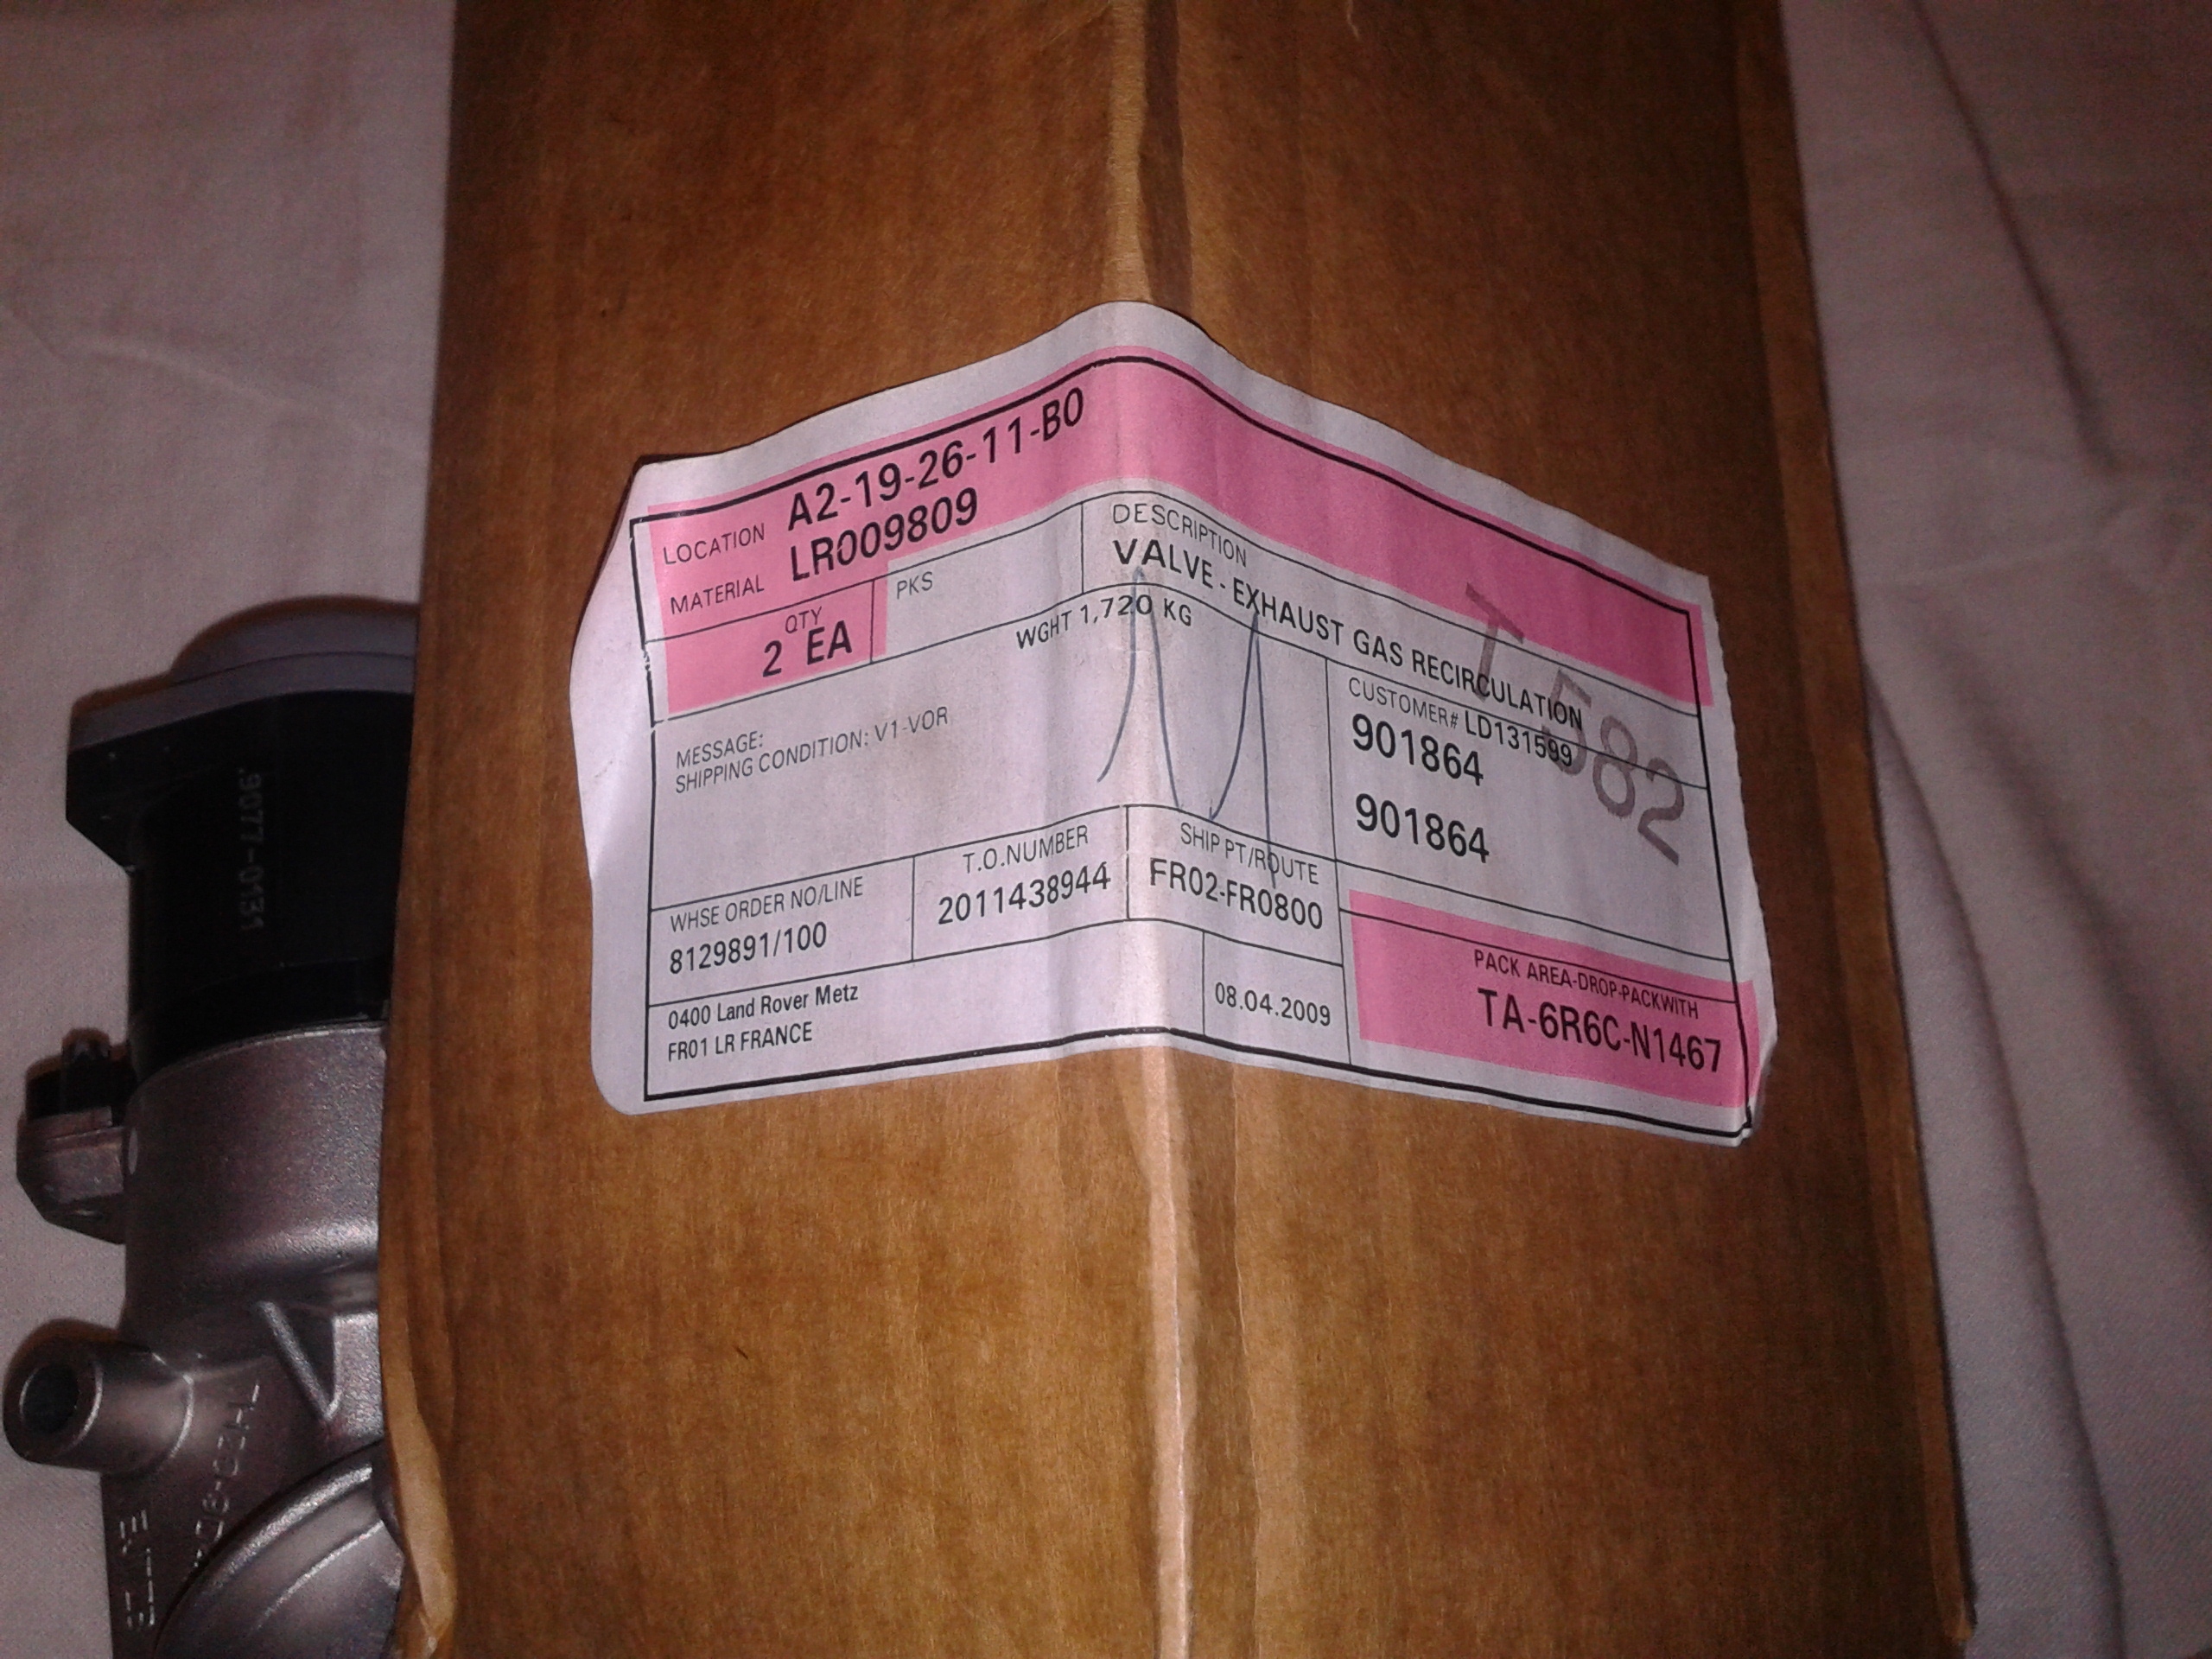 LOCATION A2-19-26-11-B0
MATERIAL LR009809
QTY
2 EA
PKS
DESCRIPTION
VALVE-EXHAUST GAS RECIRCULATION
WGHT 1,720 KG
T 582
MESSAGE:
SHIPPING CONDITION: V1-VOR
CUSTOMER# LD131599
901864
901864
WHSE ORDER NO/LINE
8129891/100
T.O.NUMBER
2011438944
SHIP PT/ROUTE
FR02-FR0800
0400 Land Rover Metz
FR01 LR FRANCE
08.04.2009
PACK AREA-DROP-PACKWITH
TA-6R6C-N1467
9077-0131